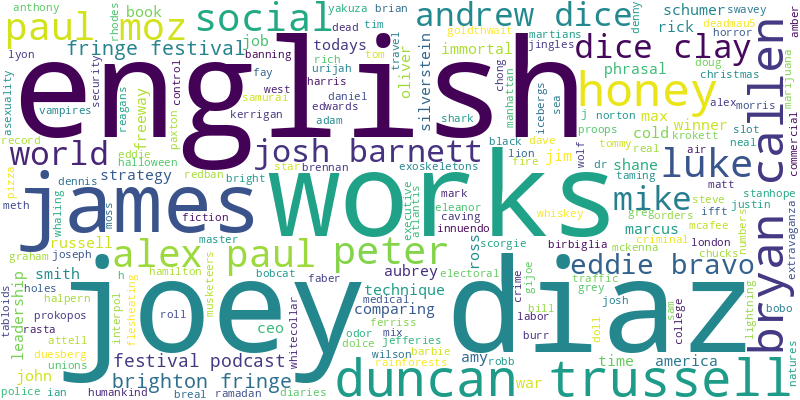 anthony
rhodes
book
social
yakuza
brian
dead
tim
andrew dice
denny
schumer
swavey
deadmau5
paul
moz
fringe festival
job
todays
banning
travel
goldthwait
martians
jingles
rick
horror
amber
lyon
english
immortal
dice clay
doug
christmas
asexuality
vampires
security
reagans
freeway
fay
rich
urijah
tom
oliver
silverstein
chong
phrasal
honey
marijuana
commercial
control
west
harris
daniel
manhattan
icebergs
sea
alex
morris
record
paxton
samurai
edwards
kerrigan
adam
shark
j
norton
max
winner
slot
bryan callen
eddie
halloween
black
proops
tommy
cold
krokett
neal
world
josh barnett
lion
dave
real
air
redban
star
brennan
exoskeletons
fire
wolf
dr
shane
luke
pizza
dennis
strategy
bright
jim
taming
matt
meth
james
works
mark
whiskey
mike
steve
stanhope
whaling
moss
fiction
eleanor
caving
innuendo
greg
orders
ifft
justin
russell
master
executive
atlantis
marcus
mcafee
extravaganza
graham
joseph
alex paul
peter
ross
scorgie
birbiglia
criminal
london
mckenna
chucks
numbers
smith
h
hamilton
bobcat
aubrey
electoral
eddie bravo
tabloids
leadership
holes
halpern
interpol
musketeers
faber
technique
medical
crime
gijoe
traffic
grey
josh
time
america
lightning
bobo
prokopos
rasta
flesheating
roll
joey diaz
ceo
comparing
ferriss
bill
labor
doll
sam
college
duesberg
attell
whitecollar
odor
mix
jefferies
burr
unions
festival podcast
dolce
wilson
barbie
amy
robb
john
brighton fringe
rainforests
war
duncan trussell
natures
police
ian
humankind
breal
ramadan
diaries